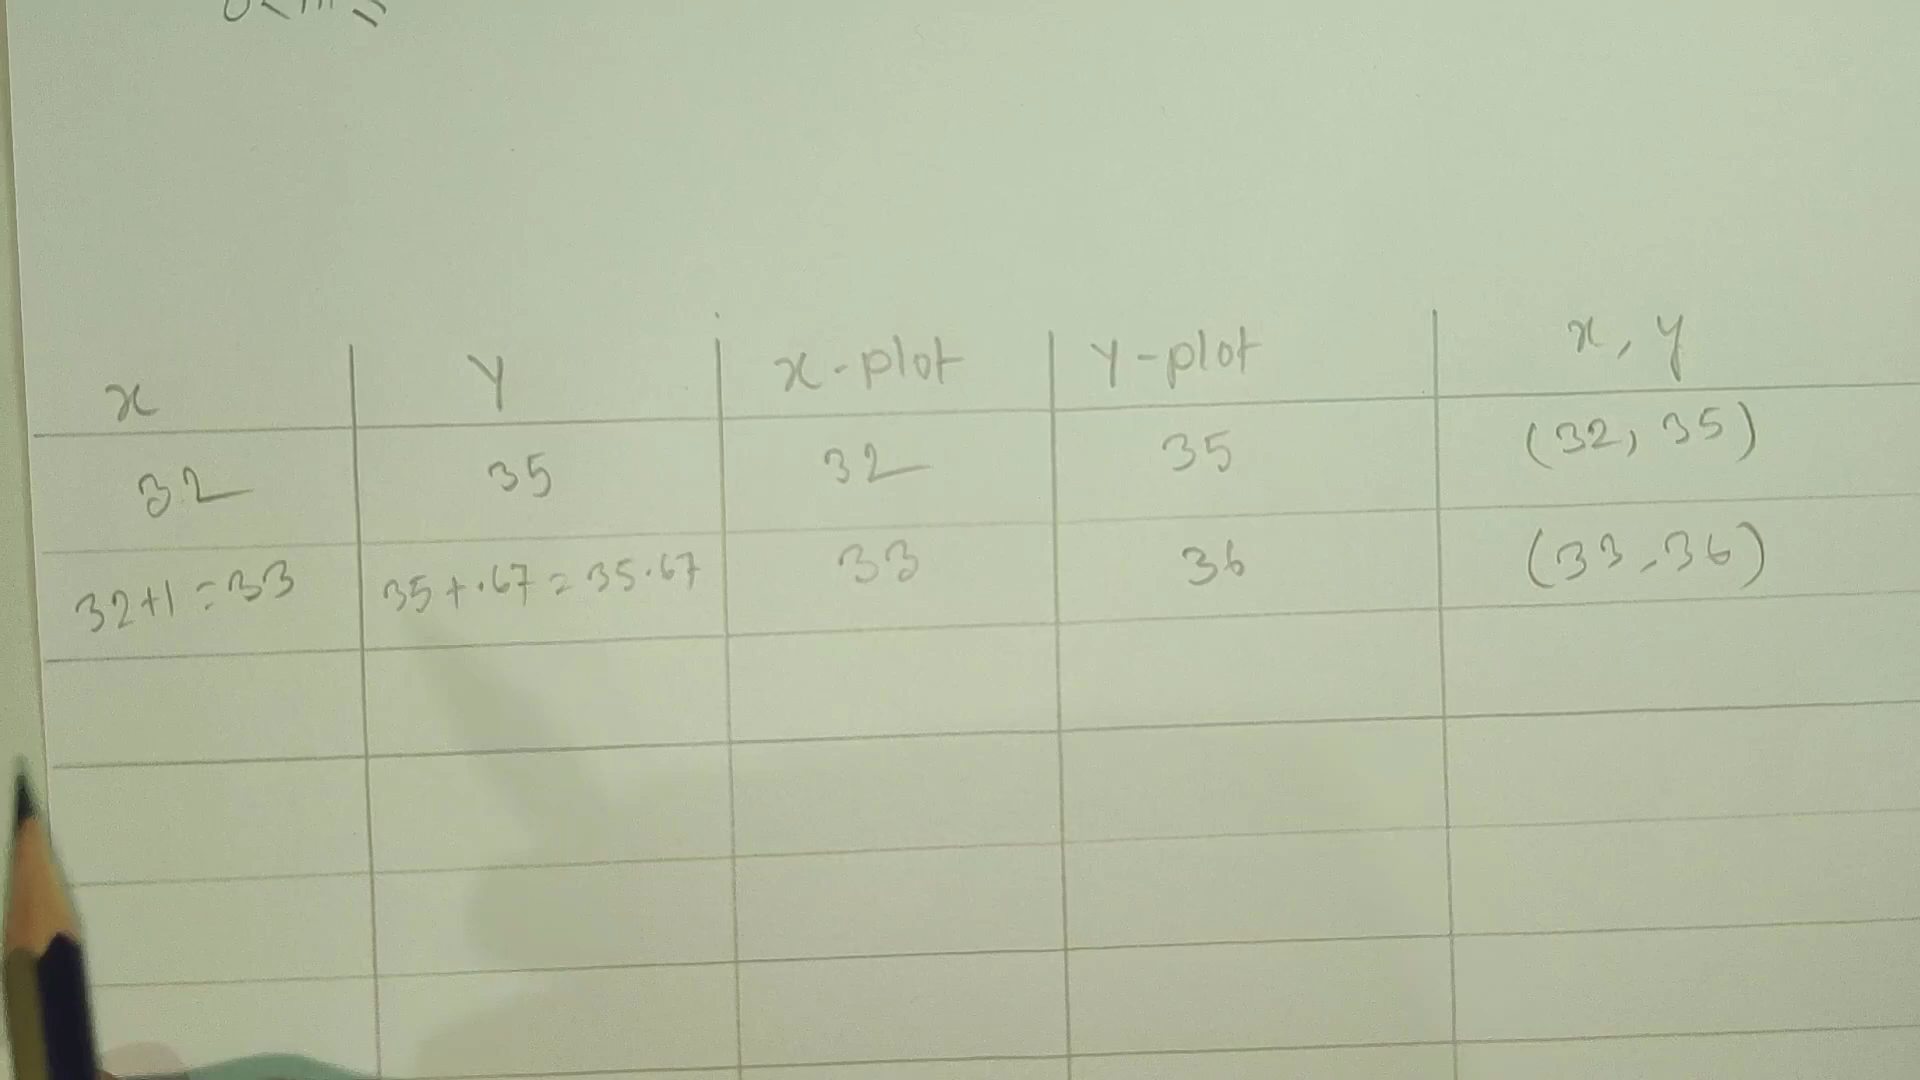 x Y x-plot Y-plot x, y
32 35 32 35 (32, 35)
32+1=33 35+.67=35.67 33 36 (33,36)